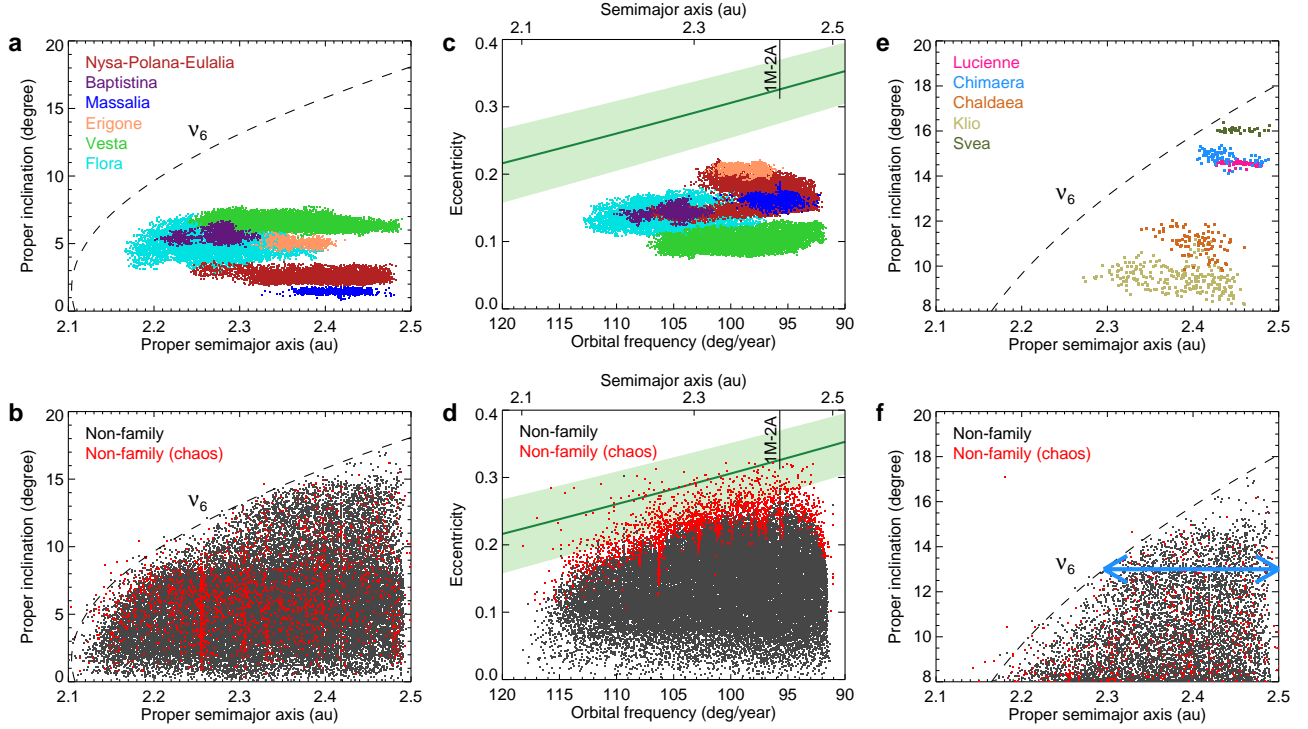 a
20
15
10
5
0
Proper inclination (degree)
Nysa-Polana-Eulalia
Baptistina
Massalia
Erigone
Vesta
Flora
ν6
2.1 2.2 2.3 2.4 2.5
Proper semimajor axis (au)
Semimajor axis (au)
2.1 2.3 2.5
c
0.4
0.3
0.2
0.1
0.0
Eccentricity
1M-2A
120 115 110 105 100 95 90
Orbital frequency (deg/year)
e
20
18
16
14
12
10
8
Proper inclination (degree)
Lucienne
Chimaera
Chaldaea
Klio
Svea
ν6
2.1 2.2 2.3 2.4 2.5
Proper semimajor axis (au)
b
20
15
10
5
0
Proper inclination (degree)
Non-family
Non-family (chaos)
ν6
2.1 2.2 2.3 2.4 2.5
Proper semimajor axis (au)
Semimajor axis (au)
2.1 2.3 2.5
d
0.4
0.3
0.2
0.1
0.0
Eccentricity
Non-family
Non-family (chaos)
1M-2A
120 115 110 105 100 95 90
Orbital frequency (deg/year)
f
20
18
16
14
12
10
8
Proper inclination (degree)
Non-family
Non-family (chaos)
ν6
2.1 2.2 2.3 2.4 2.5
Proper semimajor axis (au)